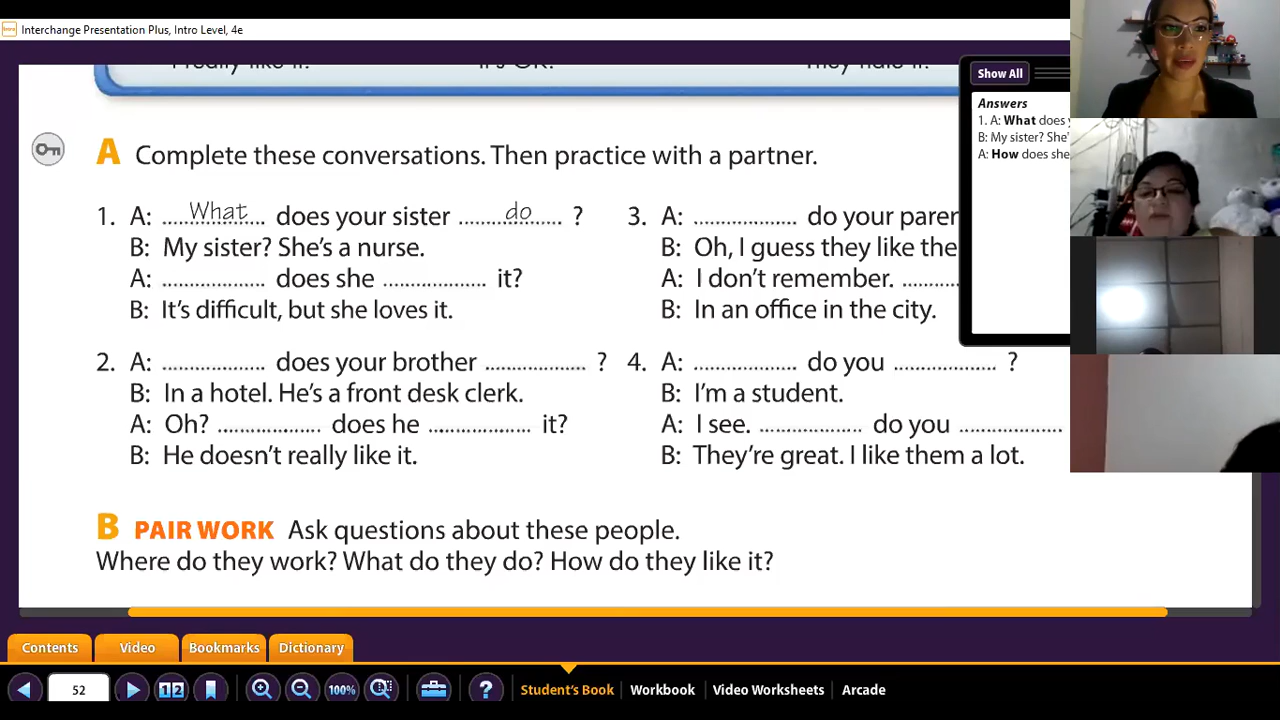 Interchange Presentation Plus, Intro Level, 4e
Show All
Answers
1. A: What does
B: My sister? She's
A: How does she
A Complete these conversations. Then practice with a partner.
1. A: .....What..... does your sister .....do..... ?
B: My sister? She's a nurse.
A: .................. does she .................. it?
B: It's difficult, but she loves it.
2. A: .................. does your brother .................. ?
B: In a hotel. He's a front desk clerk.
A: Oh? .................. does he .................. it?
B: He doesn't really like it.
3. A: .................. do your paren
B: Oh, I guess they like the
A: I don't remember. ..........
B: In an office in the city.
4. A: .................. do you .................. ?
B: I'm a student.
A: I see. .................. do you ..................
B: They're great. I like them a lot.
B PAIR WORK Ask questions about these people.
Where do they work? What do they do? How do they like it?
Contents Video Bookmarks Dictionary
52 1 2 100% ? Student's Book Workbook Video Worksheets Arcade